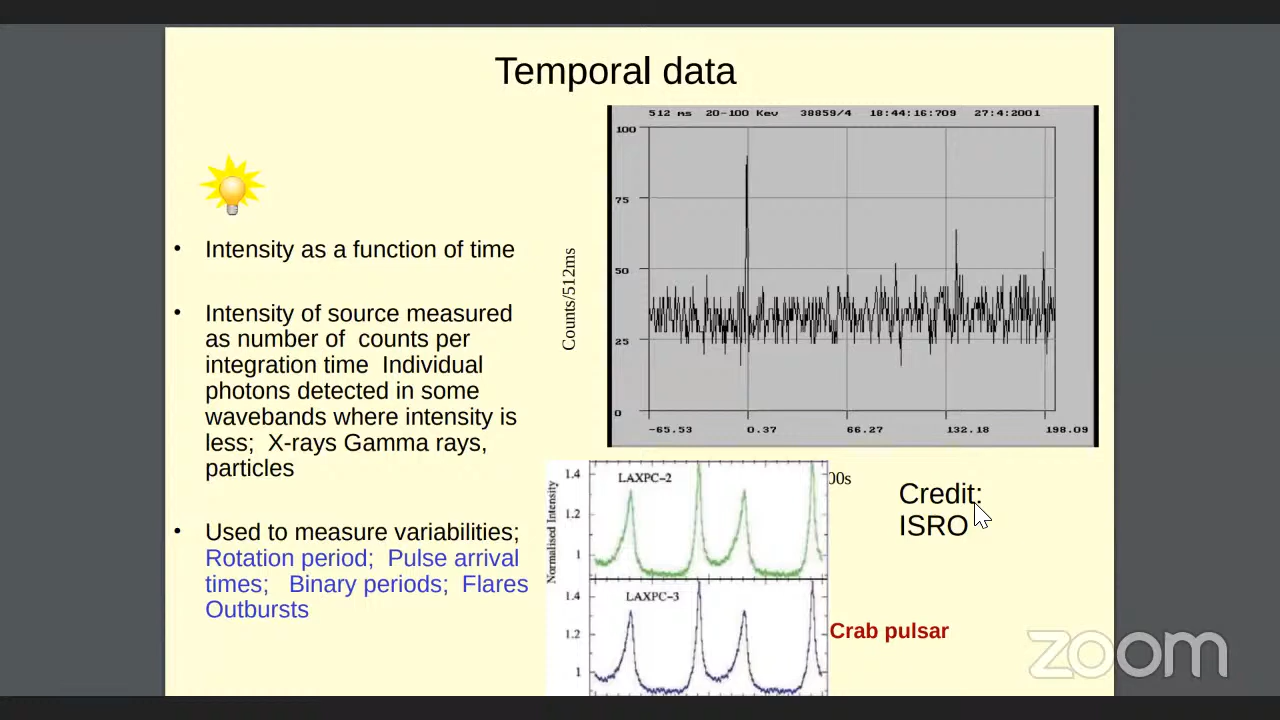 Temporal data
512 ms 20-100 Kev 38859/4 18:44:16:709 27:4:2001
100
75
50
25
0
Counts/512ms
-65.53 0.37 66.27 132.18 198.09
• Intensity as a function of time
• Intensity of source measured
as number of counts per
integration time Individual
photons detected in some
wavebands where intensity is
less; X-rays Gamma rays,
particles
• Used to measure variabilities;
Rotation period; Pulse arrival
times; Binary periods; Flares
Outbursts
00s
Normalised Intensity
LAXPC-2
1.4
1.2
1
LAXPC-3
1.4
1.2
1
Credit:
ISRO
Crab pulsar
zoom